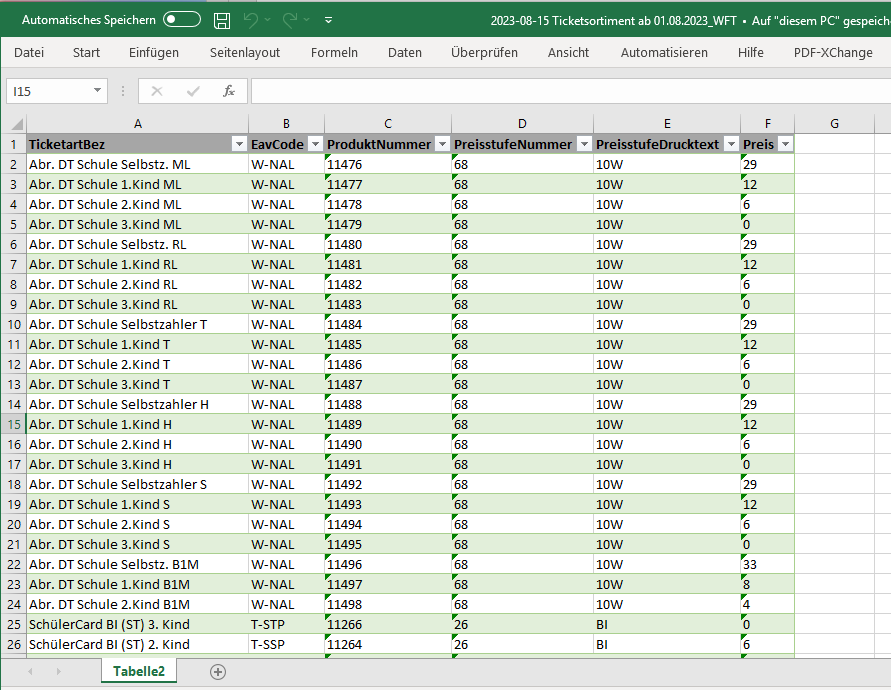 Automatisches Speichern 2023-08-15 Ticketsortiment ab 01.08.2023_WFT • Auf "diesem PC" gespeiche
Datei Start Einfügen Seitenlayout Formeln Daten Überprüfen Ansicht Automatisieren Hilfe PDF-XChange
I15 fx
A B C D E F G
1 TicketartBez EavCode ProduktNummer PreisstufeNummer PreisstufeDrucktext Preis
2 Abr. DT Schule Selbstz. ML W-NAL 11476 68 10W 29
3 Abr. DT Schule 1.Kind ML W-NAL 11477 68 10W 12
4 Abr. DT Schule 2.Kind ML W-NAL 11478 68 10W 6
5 Abr. DT Schule 3.Kind ML W-NAL 11479 68 10W 0
6 Abr. DT Schule Selbstz. RL W-NAL 11480 68 10W 29
7 Abr. DT Schule 1.Kind RL W-NAL 11481 68 10W 12
8 Abr. DT Schule 2.Kind RL W-NAL 11482 68 10W 6
9 Abr. DT Schule 3.Kind RL W-NAL 11483 68 10W 0
10 Abr. DT Schule Selbstzahler T W-NAL 11484 68 10W 29
11 Abr. DT Schule 1.Kind T W-NAL 11485 68 10W 12
12 Abr. DT Schule 2.Kind T W-NAL 11486 68 10W 6
13 Abr. DT Schule 3.Kind T W-NAL 11487 68 10W 0
14 Abr. DT Schule Selbstzahler H W-NAL 11488 68 10W 29
15 Abr. DT Schule 1.Kind H W-NAL 11489 68 10W 12
16 Abr. DT Schule 2.Kind H W-NAL 11490 68 10W 6
17 Abr. DT Schule 3.Kind H W-NAL 11491 68 10W 0
18 Abr. DT Schule Selbstzahler S W-NAL 11492 68 10W 29
19 Abr. DT Schule 1.Kind S W-NAL 11493 68 10W 12
20 Abr. DT Schule 2.Kind S W-NAL 11494 68 10W 6
21 Abr. DT Schule 3.Kind S W-NAL 11495 68 10W 0
22 Abr. DT Schule Selbstz. B1M W-NAL 11496 68 10W 33
23 Abr. DT Schule 1.Kind B1M W-NAL 11497 68 10W 8
24 Abr. DT Schule 2.Kind B1M W-NAL 11498 68 10W 4
25 SchülerCard BI (ST) 3. Kind T-STP 11266 26 BI 0
26 SchülerCard BI (ST) 2. Kind T-SSP 11264 26 BI 6
Tabelle2